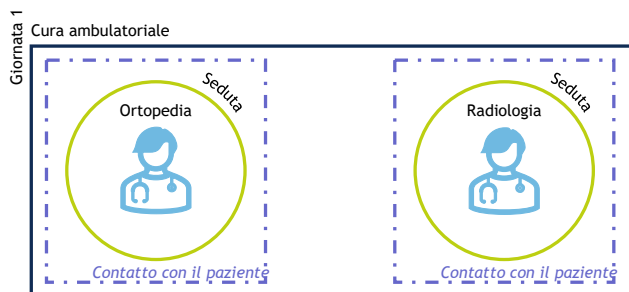 Giornata 1
Cura ambulatoriale
Seduta
Ortopedia
Contatto con il paziente
Seduta
Radiologia
Contatto con il paziente